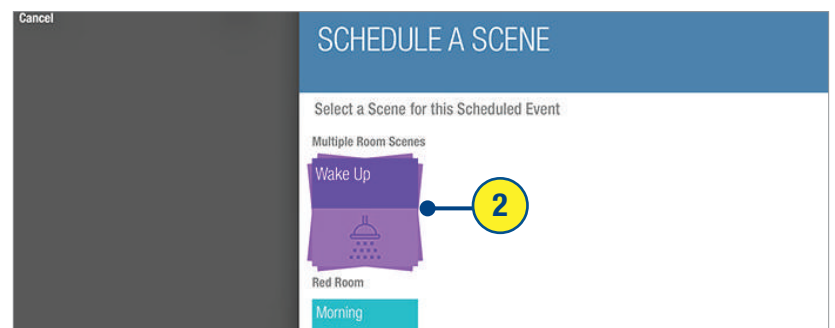 Cancel
SCHEDULE A SCENE
Select a Scene for this Scheduled Event
Multiple Room Scenes
Wake Up
2
Red Room
Morning